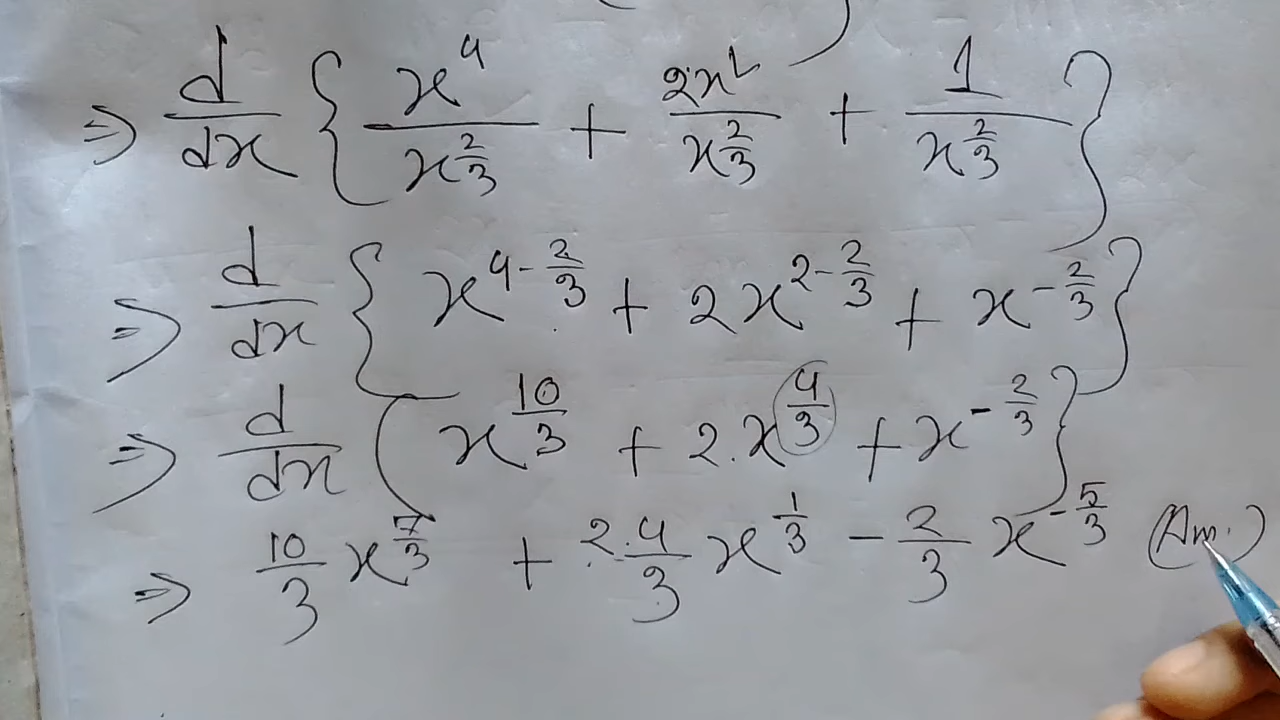 ⇒ d/dx { x^4/x^(2/3) + 2x^2/x^(2/3) + 1/x^(2/3) }
⇒ d/dx { x^(4-2/3) + 2x^(2-2/3) + x^(-2/3) }
⇒ d/dx ( x^(10/3) + 2.x^(4/3) + x^(-2/3) }
⇒ 10/3 x^(7/3) + 2.4/3 x^(1/3) - 2/3 x^(-5/3) (Ans.)